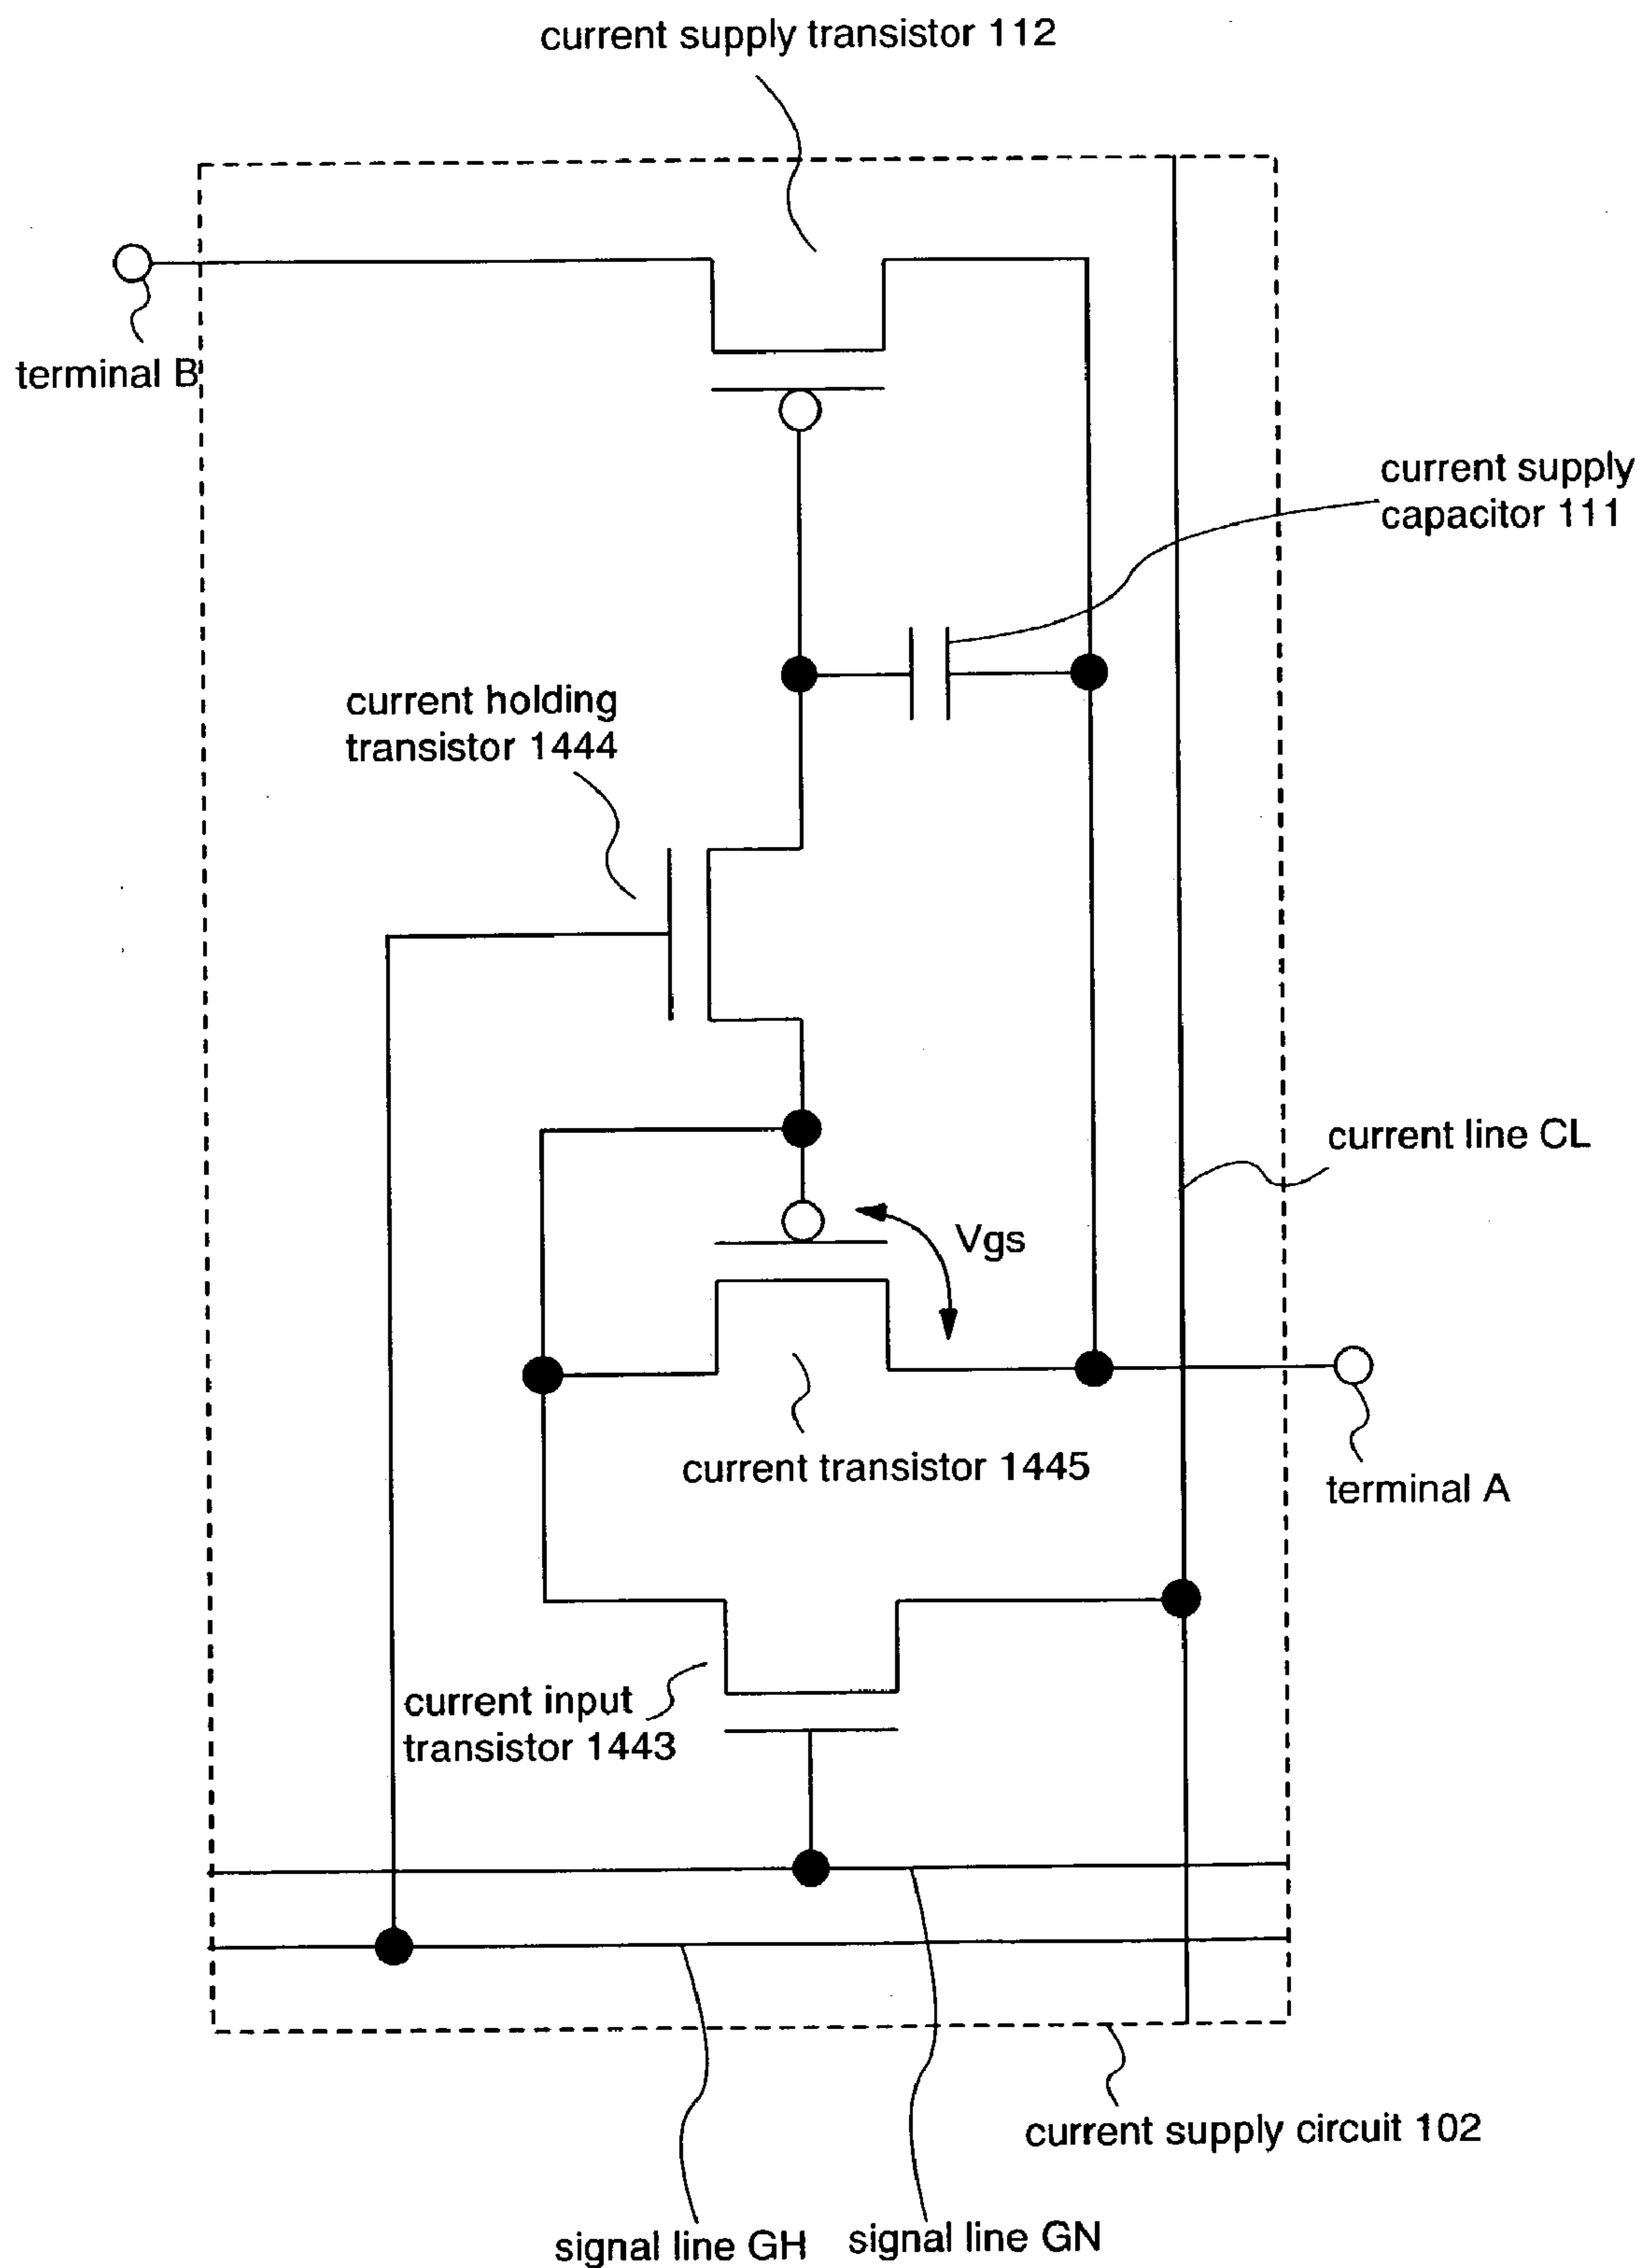 current supply transistor 112
terminal B
current supply
capacitor 111
current holding
transistor 1444
current line CL
Vgs
current transistor 1445
terminal A
current input
transistor 1443
current supply circuit 102
signal line GH
signal line GN